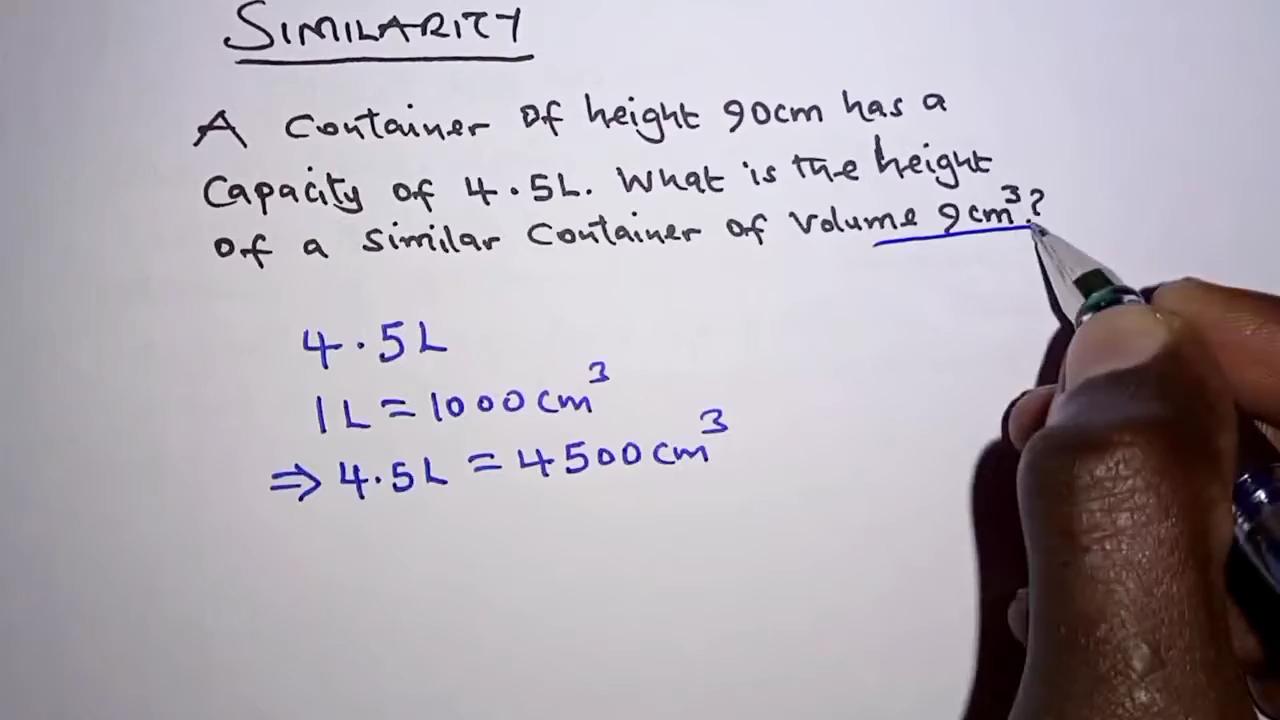 SIMILARITY
A container of height 90cm has a
capacity of 4.5L. What is the height
of a similar container of volume 9cm³?
4.5L
1L = 1000cm³
⇒ 4.5L = 4500cm³